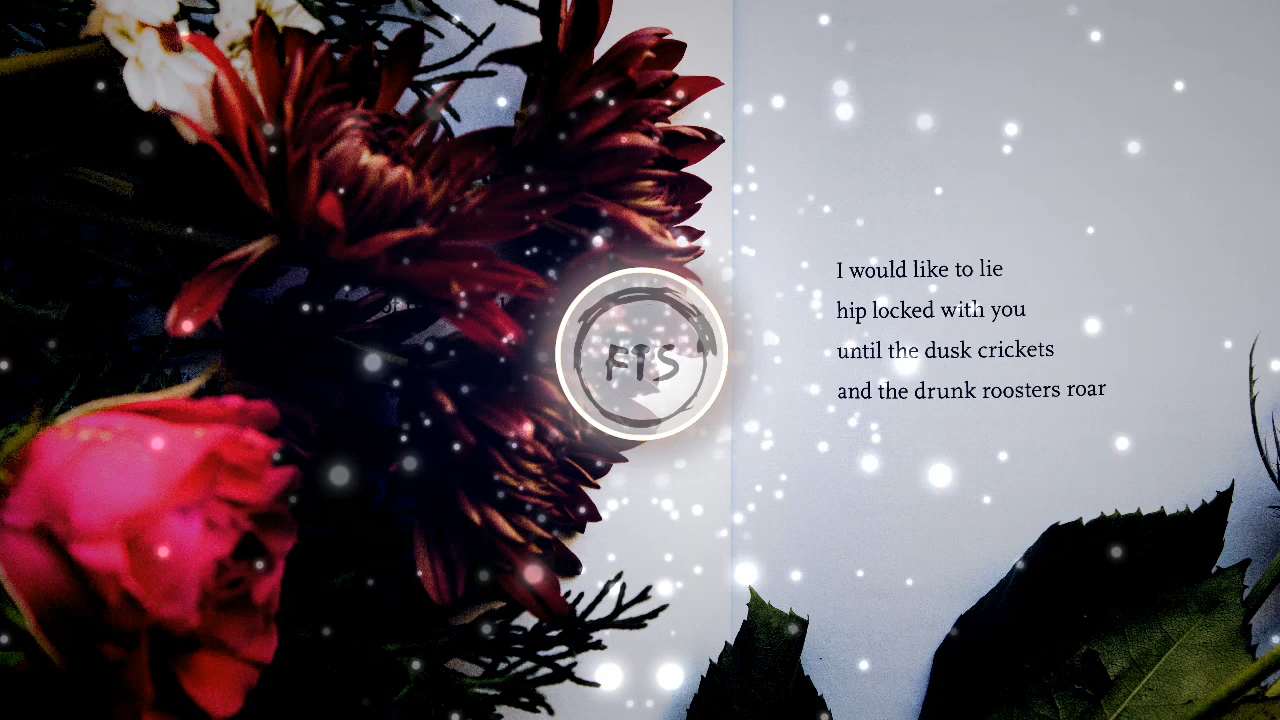 FTS
I would like to lie
hip locked with you
until the dusk crickets
and the drunk roosters roar